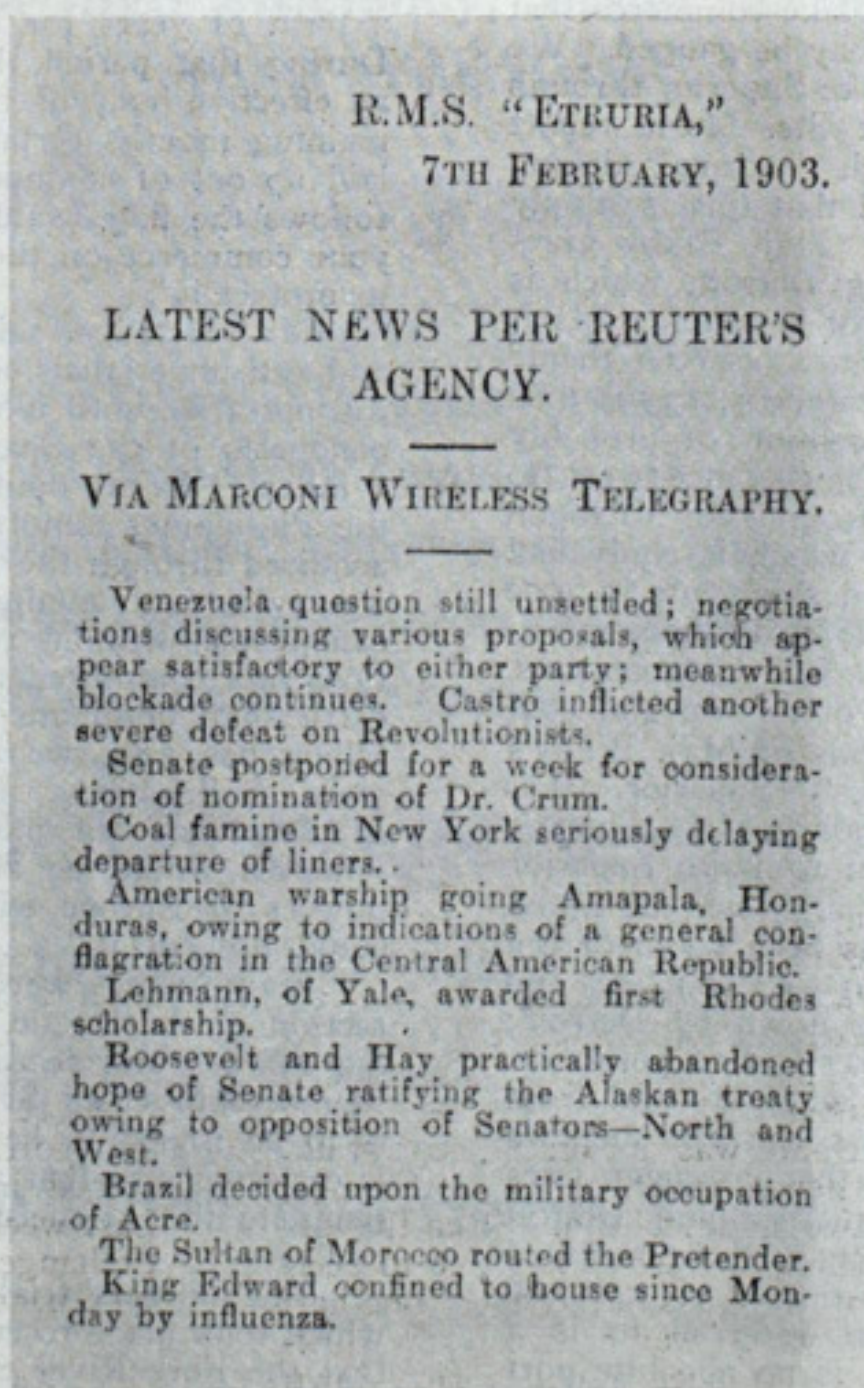 R.M.S. "ETRURIA,"
7TH FEBRUARY, 1903.
LATEST NEWS PER REUTER'S
AGENCY.
VIA MARCONI WIRELESS TELEGRAPHY.
Venezuela question still unsettled; negotia-
tions discussing various proposals, which ap-
pear satisfactory to either party; meanwhile
blockade continues. Castro inflicted another
severe defeat on Revolutionists.
Senate postponed for a week for considera-
tion of nomination of Dr. Crum.
Coal famine in New York seriously delaying
departure of liners.
American warship going Amapala, Hon-
duras, owing to indications of a general con-
flagration in the Central American Republic.
Lehmann, of Yale, awarded first Rhodes
scholarship.
Roosevelt and Hay practically abandoned
hope of Senate ratifying the Alaskan treaty
owing to opposition of Senators—North and
West.
Brazil decided upon the military occupation
of Acre.
The Sultan of Morocco routed the Pretender.
King Edward confined to house since Mon-
day by influenza.